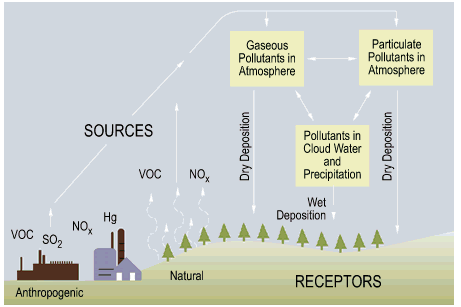 Gaseous
Pollutants in
Atmosphere
Particulate
Pollutants in
Atmosphere
SOURCES
Dry Deposition
Pollutants in
Cloud Water
and
Precipitation
Dry Deposition
VOC
NOx
Wet
Deposition
VOC
SO2
NOx
Hg
Natural
RECEPTORS
Anthropogenic